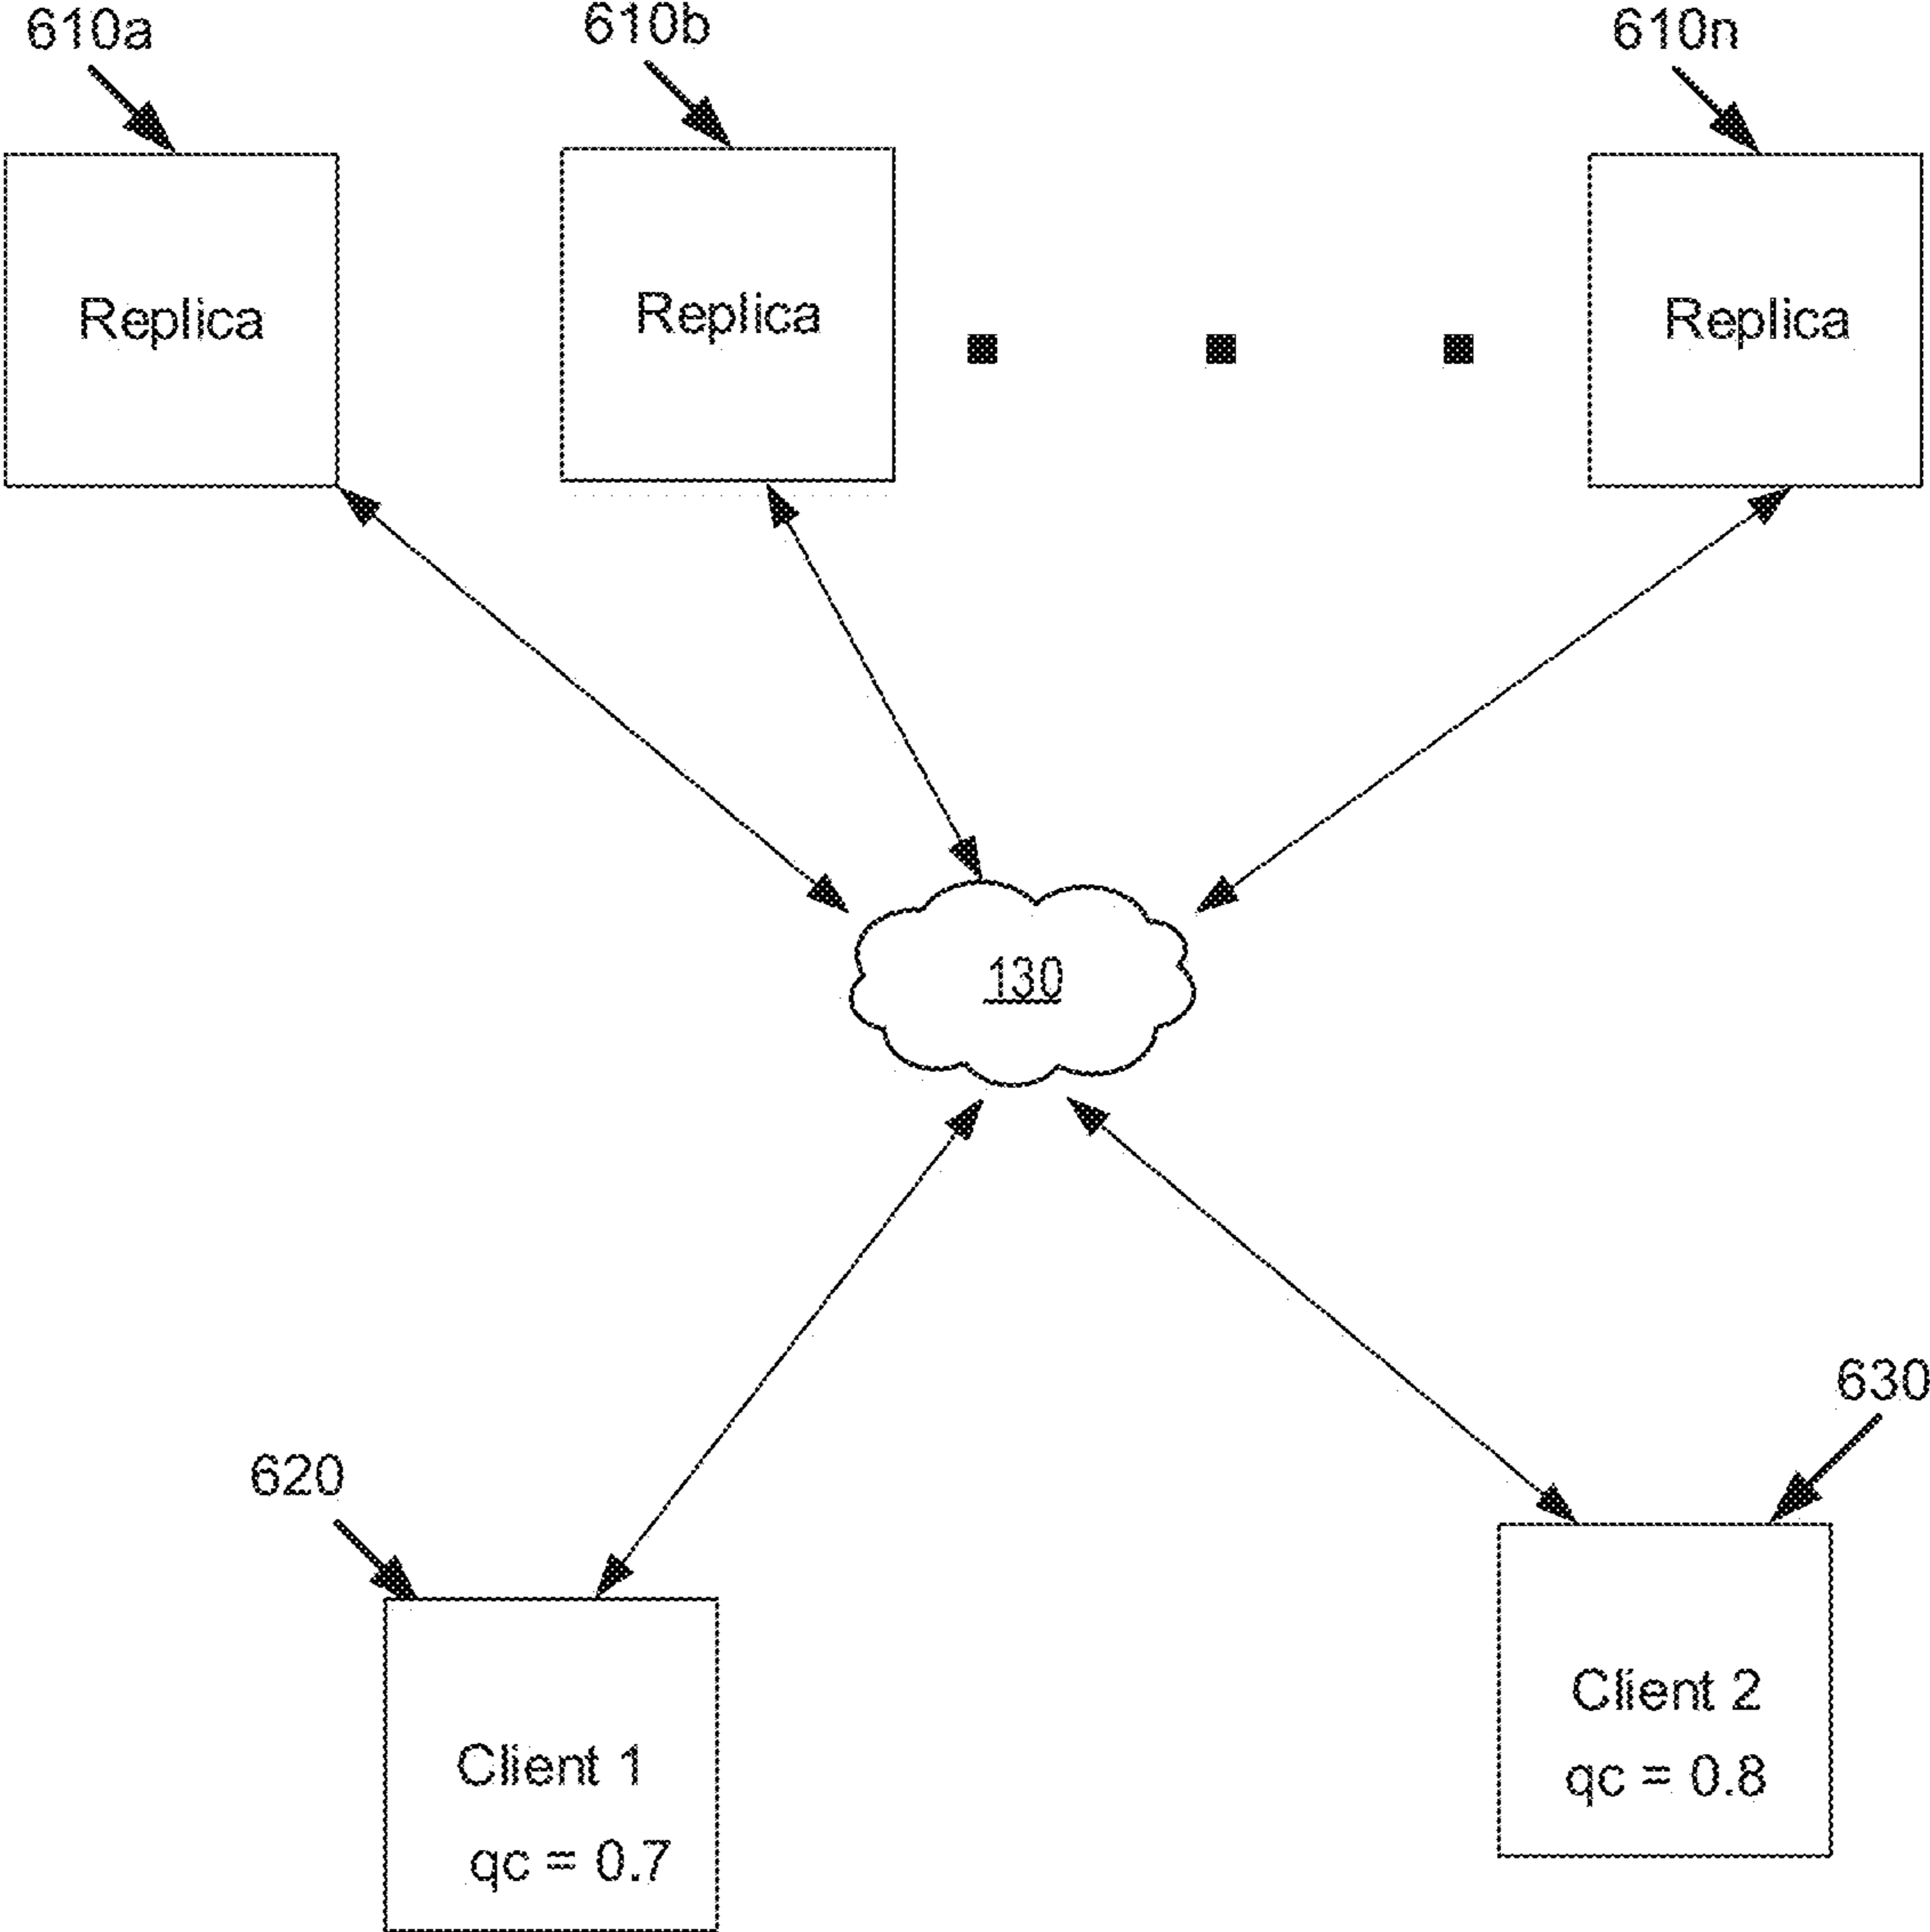 610a
610b
610n
Replica
Replica
Replica
130
630
620
Client 2
qc = 0.8
Client 1
qc = 0.7